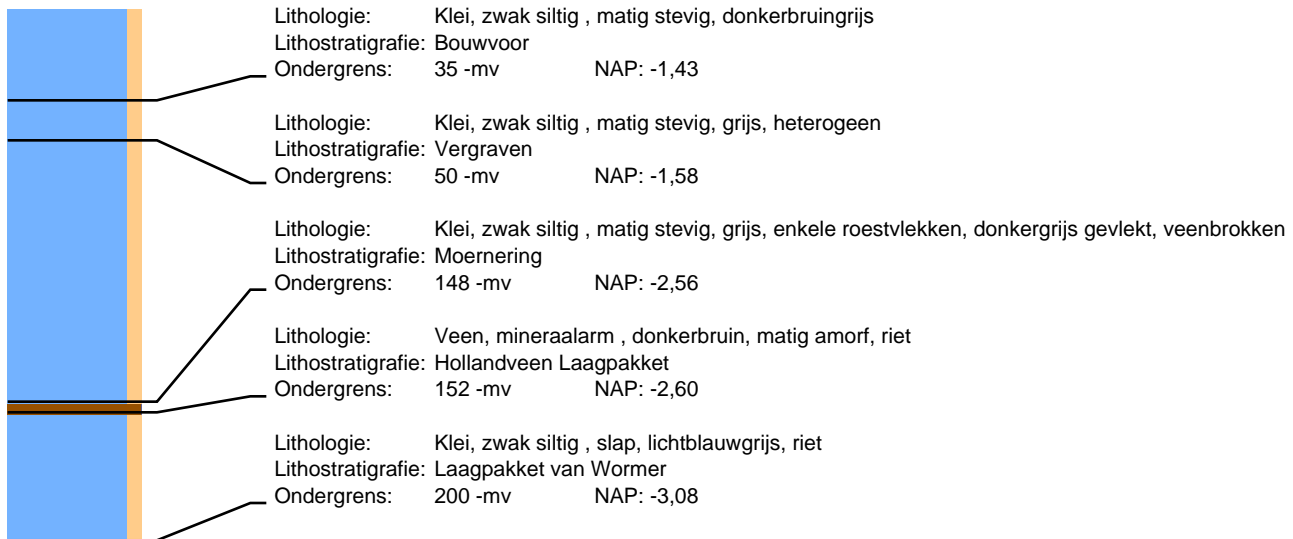 Lithologie: Klei, zwak siltig , matig stevig, donkerbruingrijs
Lithostratigrafie: Bouwvoor
Ondergrens: 35 -mv NAP: -1,43
Lithologie: Klei, zwak siltig , matig stevig, grijs, heterogeen
Lithostratigrafie: Vergraven
Ondergrens: 50 -mv NAP: -1,58
Lithologie: Klei, zwak siltig , matig stevig, grijs, enkele roestvlekken, donkergrijs gevlekt, veenbrokken
Lithostratigrafie: Moernering
Ondergrens: 148 -mv NAP: -2,56
Lithologie: Veen, mineraalarm , donkerbruin, matig amorf, riet
Lithostratigrafie: Hollandveen Laagpakket
Ondergrens: 152 -mv NAP: -2,60
Lithologie: Klei, zwak siltig , slap, lichtblauwgrijs, riet
Lithostratigrafie: Laagpakket van Wormer
Ondergrens: 200 -mv NAP: -3,08